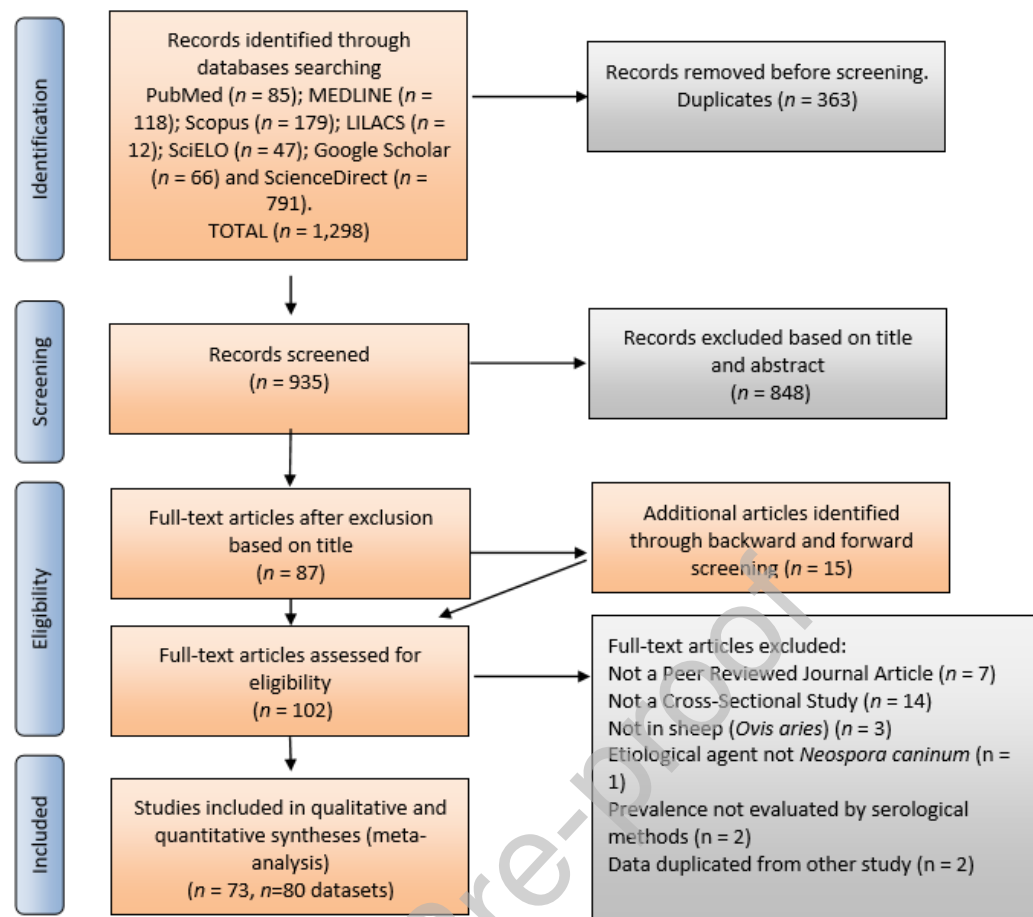 Identification
Records identified through
databases searching
PubMed (n = 85); MEDLINE (n =
118); Scopus (n = 179); LILACS (n =
12); SciELO (n = 47); Google Scholar
(n = 66) and ScienceDirect (n =
791).
TOTAL (n = 1,298)
Records removed before screening.
Duplicates (n = 363)
Screening
Records screened
(n = 935)
Records excluded based on title
and abstract
(n = 848)
Eligibility
Full-text articles after exclusion
based on title
(n = 87)
Additional articles identified
through backward and forward
screening (n = 15)
Full-text articles assessed for
eligibility
(n = 102)
Full-text articles excluded:
Not a Peer Reviewed Journal Article (n = 7)
Not a Cross-Sectional Study (n = 14)
Not in sheep (Ovis aries) (n = 3)
Etiological agent not Neospora caninum (n =
1)
Prevalence not evaluated by serological
methods (n = 2)
Data duplicated from other study (n = 2)
Included
Studies included in qualitative and
quantitative syntheses (meta-
analysis)
(n = 73, n=80 datasets)
re-proof